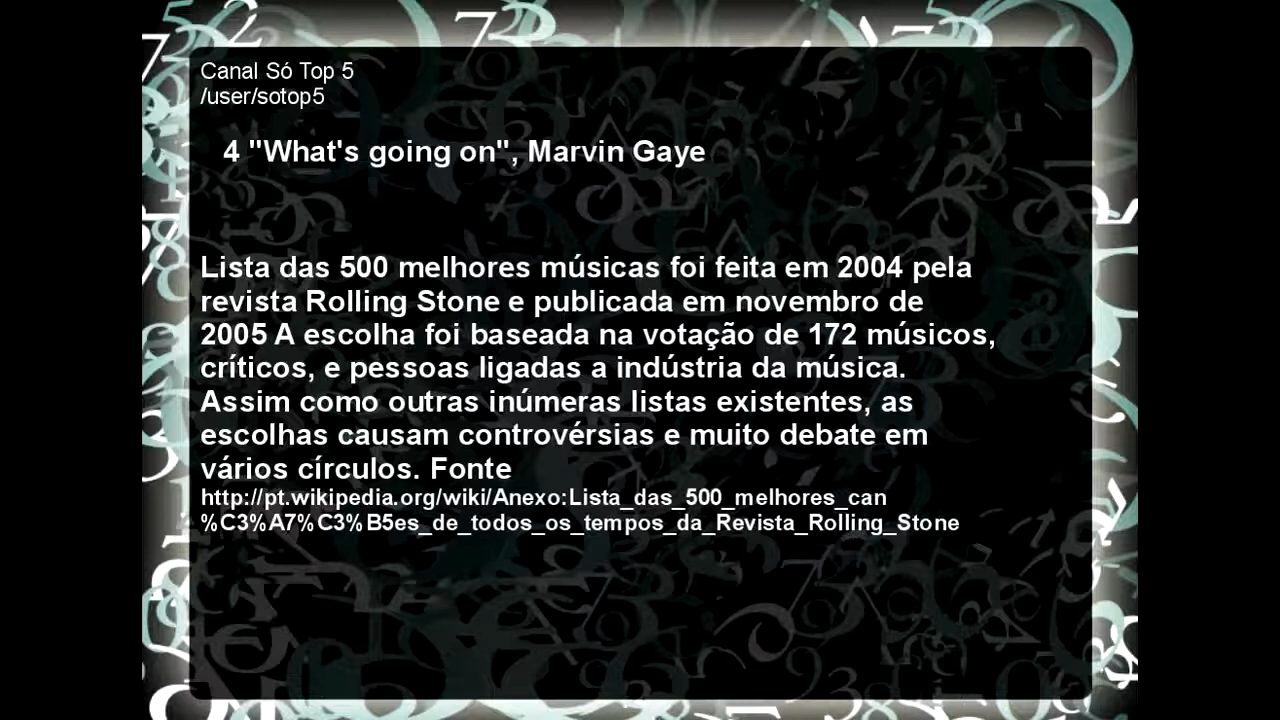 Canal Só Top 5
/user/sotop5
4 "What's going on", Marvin Gaye
Lista das 500 melhores músicas foi feita em 2004 pela
revista Rolling Stone e publicada em novembro de
2005 A escolha foi baseada na votação de 172 músicos,
críticos, e pessoas ligadas a indústria da música.
Assim como outras inúmeras listas existentes, as
escolhas causam controvérsias e muito debate em
vários círculos. Fonte
http://pt.wikipedia.org/wiki/Anexo:Lista_das_500_melhores_can
%C3%A7%C3%B5es_de_todos_os_tempos_da_Revista_Rolling_Stone